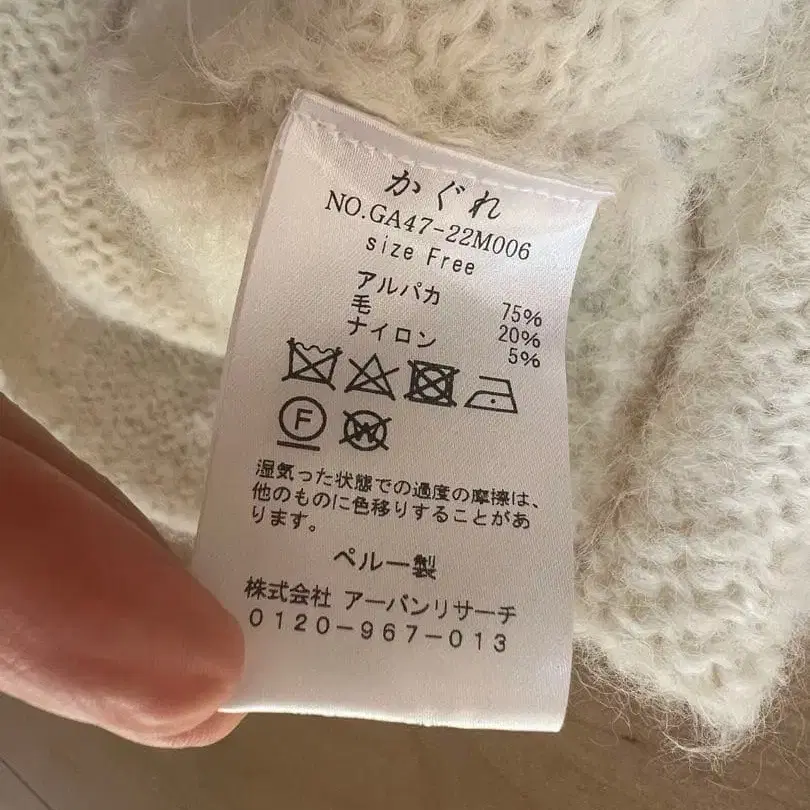 かぐれ
NO.GA47-22M006
size Free
アルパカ 75%
毛 20%
ナイロン 5%
F
W
湿気った状態での過度の摩擦は、
他のものに色移りすることがあ
ります。
ペルー製
株式会社 アーバンリサーチ
0120-967-013